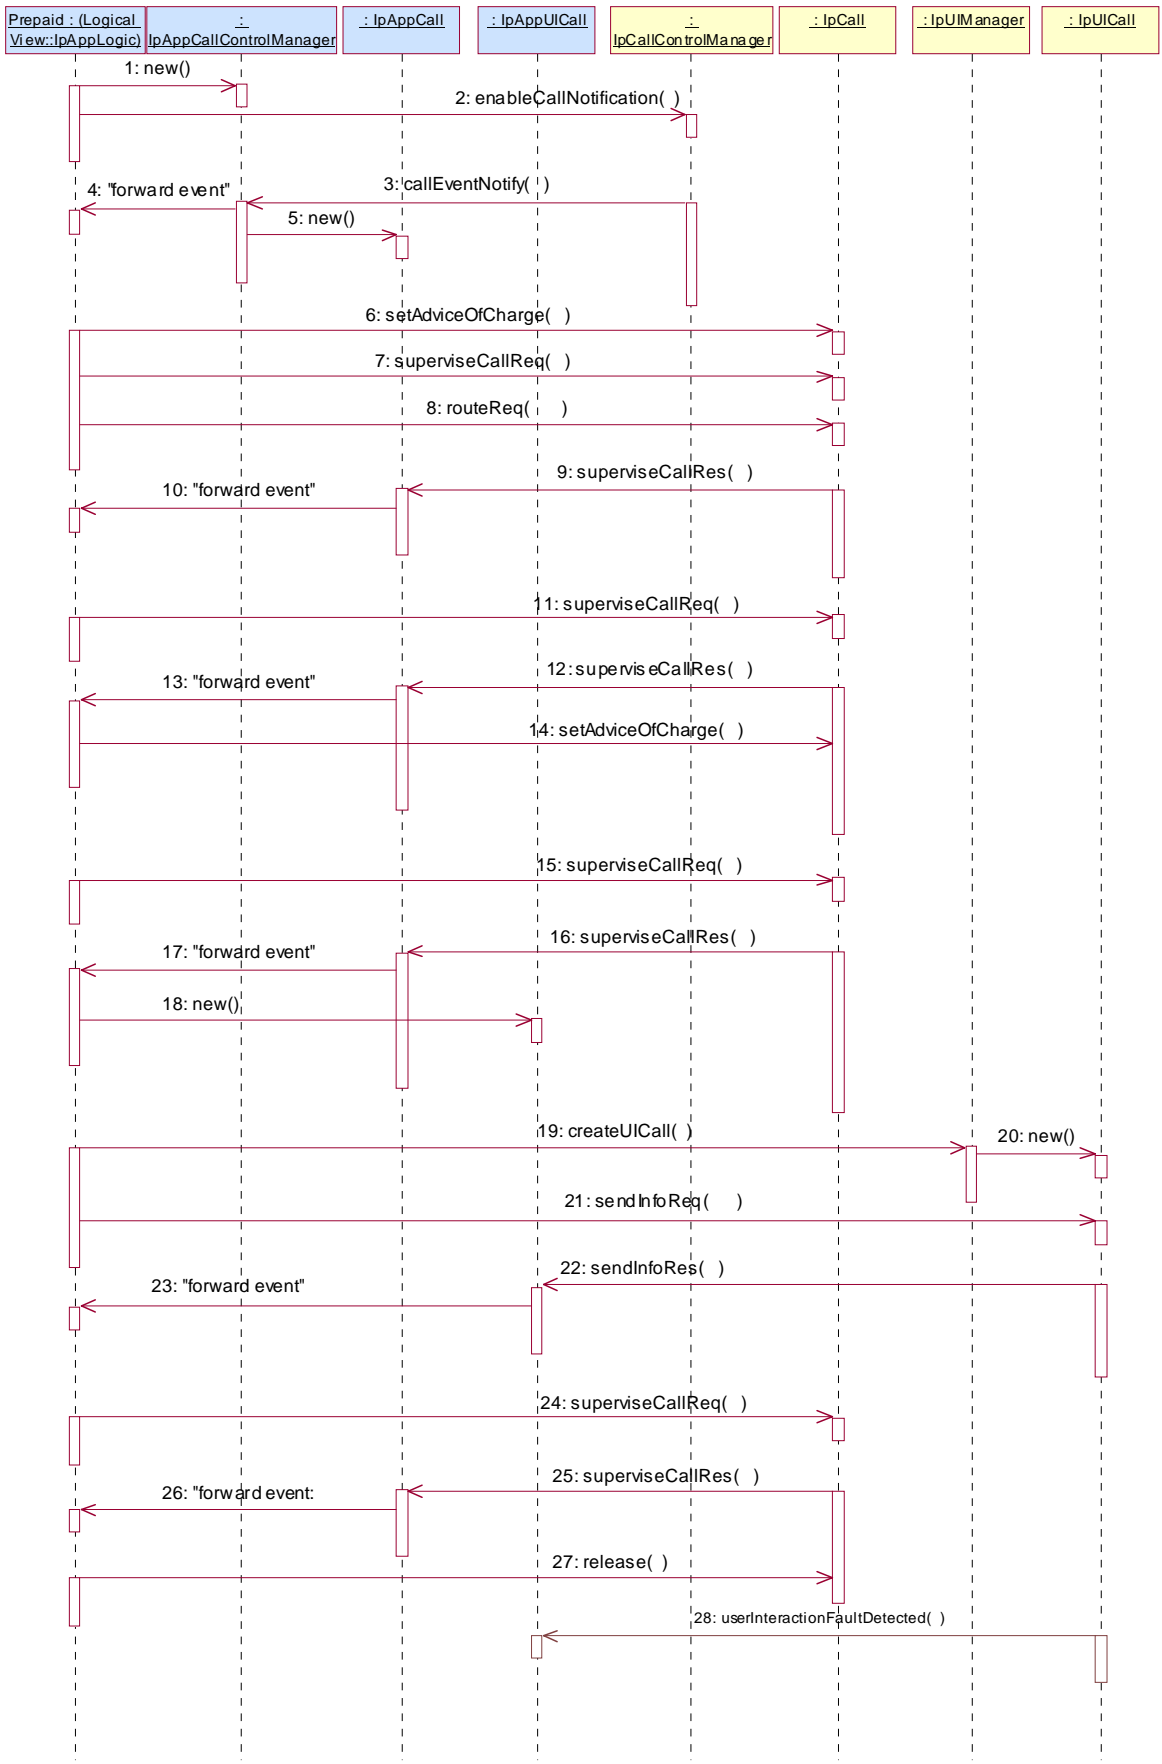 Prepaid : (Logical
View::IpAppLogic)
:
IpAppCallControlManager
: IpAppCall
: IpAppUICall
:
IpCallControlManager
: IpCall
: IpUIManager
: IpUICall
1: new()
2: enableCallNotification( )
3: callEventNotify( )
4: "forward event"
5: new()
6: setAdviceOfCharge( )
7: superviseCallReq( )
8: routeReq( )
9: superviseCallRes( )
10: "forward event"
11: superviseCallReq( )
12: superviseCallRes( )
13: "forward event"
14: setAdviceOfCharge( )
15: superviseCallReq( )
16: superviseCallRes( )
17: "forward event"
18: new()
19: createUICall( )
20: new()
21: sendInfoReq( )
22: sendInfoRes( )
23: "forward event"
24: superviseCallReq( )
25: superviseCallRes( )
26: "forward event:
27: release( )
28: userInteractionFaultDetected( )